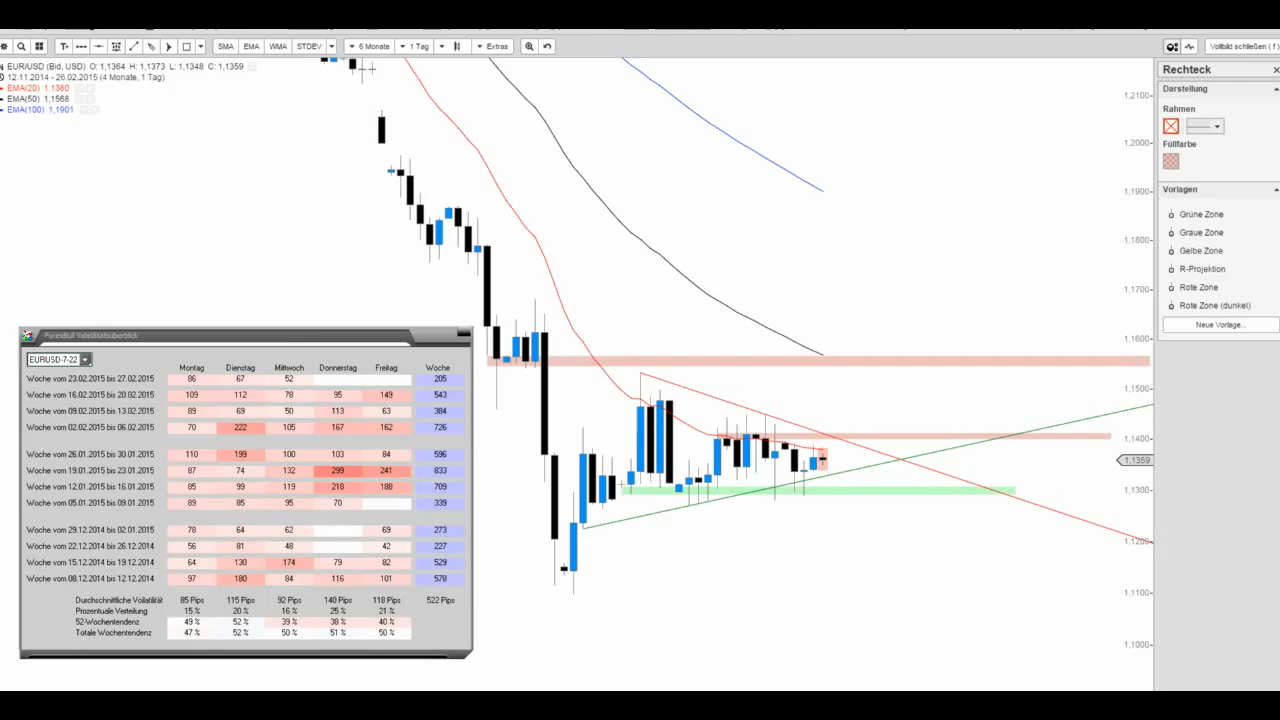 T SMA EMA WMA STDEV 6 Monate 1 Tag Extras Vollbild schließen ( f )
EUR/USD (Bid, USD) O: 1,1364 H: 1,1373 L: 1,1348 C: 1,1359
12.11.2014 - 26.02.2015 (4 Monate, 1 Tag)
EMA(20) 1,1380
EMA(50) 1,1568
EMA(100) 1,1901
1,2100
1,2000
1,1900
1,1800
1,1700
1,1600
1,1500
1,1400
1,1359
1,1300
1,1200
1,1100
1,1000
Rechteck
Darstellung
Rahmen
Füllfarbe
Vorlagen
Grüne Zone
Graue Zone
Gelbe Zone
R-Projektion
Rote Zone
Rote Zone (dunkel)
Neue Vorlage...
ForexBull Volatilitätsüberblick
EURUSD-7-22
Montag Dienstag Mittwoch Donnerstag Freitag Woche
Woche vom 23.02.2015 bis 27.02.2015 86 67 52 205
Woche vom 16.02.2015 bis 20.02.2015 109 112 78 95 149 543
Woche vom 09.02.2015 bis 13.02.2015 89 69 50 113 63 384
Woche vom 02.02.2015 bis 06.02.2015 70 222 105 167 162 726
Woche vom 26.01.2015 bis 30.01.2015 110 199 100 103 84 596
Woche vom 19.01.2015 bis 23.01.2015 87 74 132 299 241 833
Woche vom 12.01.2015 bis 16.01.2015 85 99 119 218 188 709
Woche vom 05.01.2015 bis 09.01.2015 89 85 95 70 339
Woche vom 29.12.2014 bis 02.01.2015 78 64 62 69 273
Woche vom 22.12.2014 bis 26.12.2014 56 81 48 42 227
Woche vom 15.12.2014 bis 19.12.2014 64 130 174 79 82 529
Woche vom 08.12.2014 bis 12.12.2014 97 180 84 116 101 578
Durchschnittliche Volatilität 85 Pips 115 Pips 92 Pips 140 Pips 118 Pips 522 Pips
Prozentuale Verteilung 15 % 20 % 16 % 25 % 21 %
52-Wochentendenz 49 % 52 % 39 % 38 % 40 %
Totale Wochentendenz 47 % 52 % 50 % 51 % 50 %